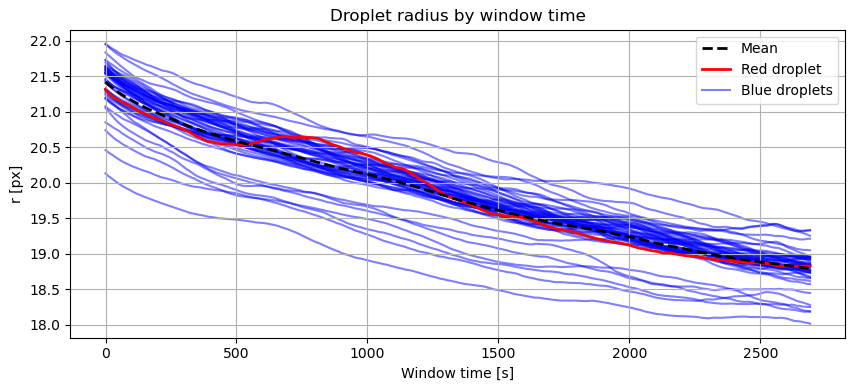 Droplet radius by window time
22.0
21.5
21.0
20.5
20.0
19.5
19.0
18.5
18.0
r [px]
Mean
Red droplet
Blue droplets
0
500
1000
1500
2000
2500
Window time [s]